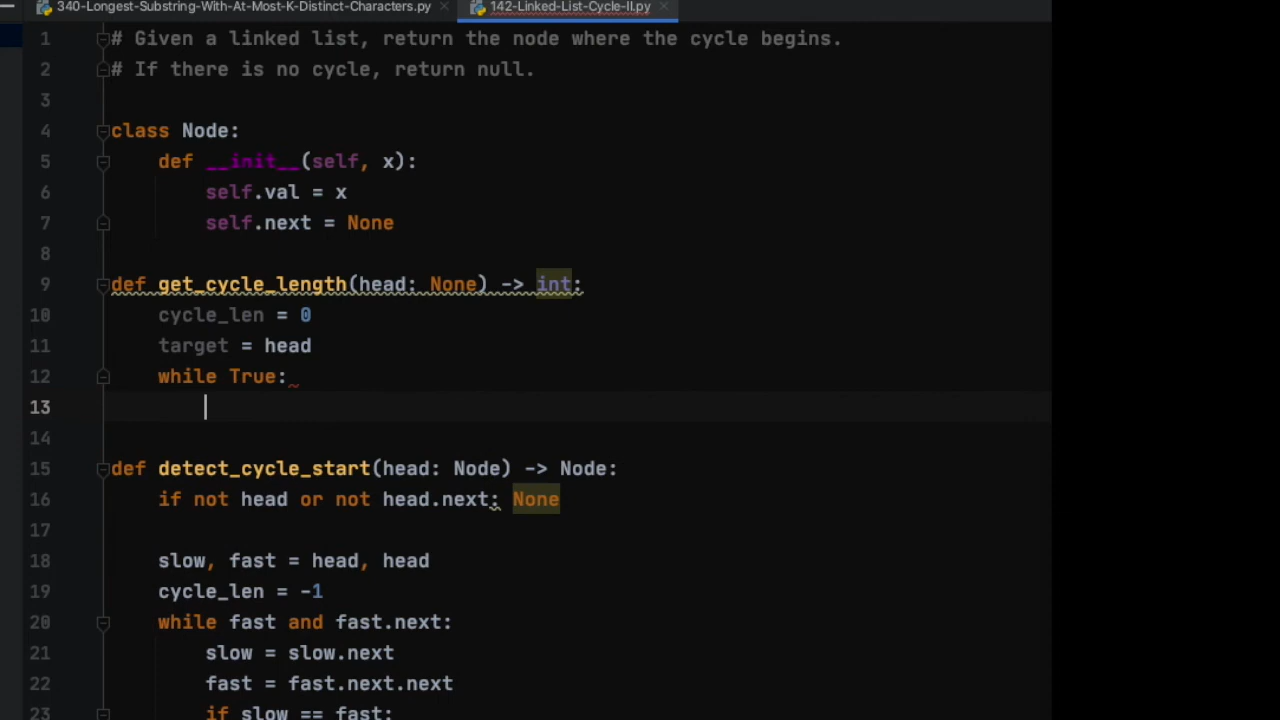 340-Longest-Substring-With-At-Most-K-Distinct-Characters.py 142-Linked-List-Cycle-II.py
1 # Given a linked list, return the node where the cycle begins.
2 # If there is no cycle, return null.
3
4 class Node:
5 def __init__(self, x):
6 self.val = x
7 self.next = None
8
9 def get_cycle_length(head: None) -> int:
10 cycle_len = 0
11 target = head
12 while True:
13
14
15 def detect_cycle_start(head: Node) -> Node:
16 if not head or not head.next: None
17
18 slow, fast = head, head
19 cycle_len = -1
20 while fast and fast.next:
21 slow = slow.next
22 fast = fast.next.next
23 if slow == fast: